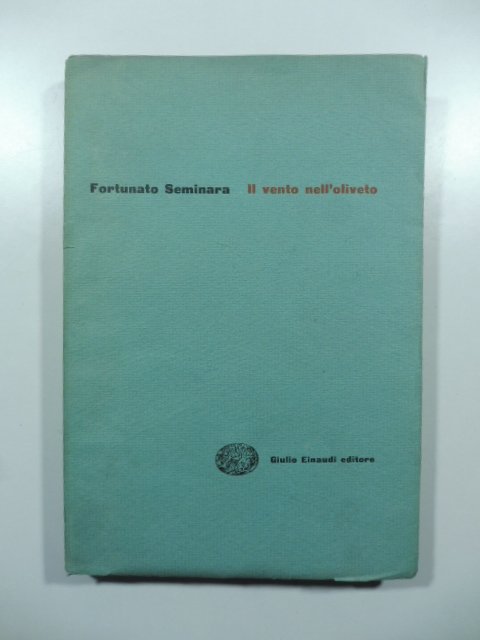 Fortunato Seminara Il vento nell'oliveto
Giulio Einaudi editore